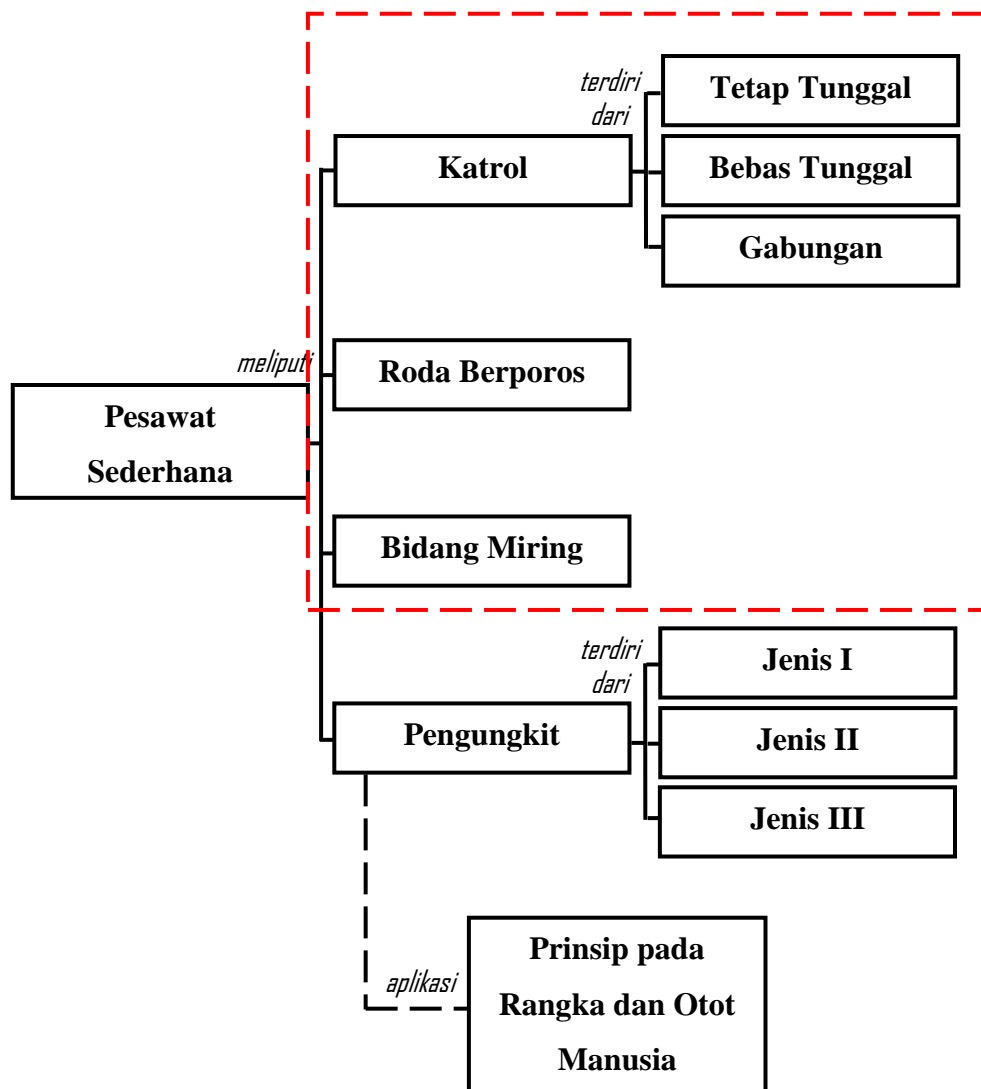 terdiri
dari
Tetap Tunggal
Katrol
Bebas Tunggal
Gabungan
meliputi
Roda Berporos
Pesawat
Sederhana
Bidang Miring
terdiri
dari
Jenis I
Pengungkit
Jenis II
Jenis III
aplikasi
Prinsip pada
Rangka dan Otot
Manusia